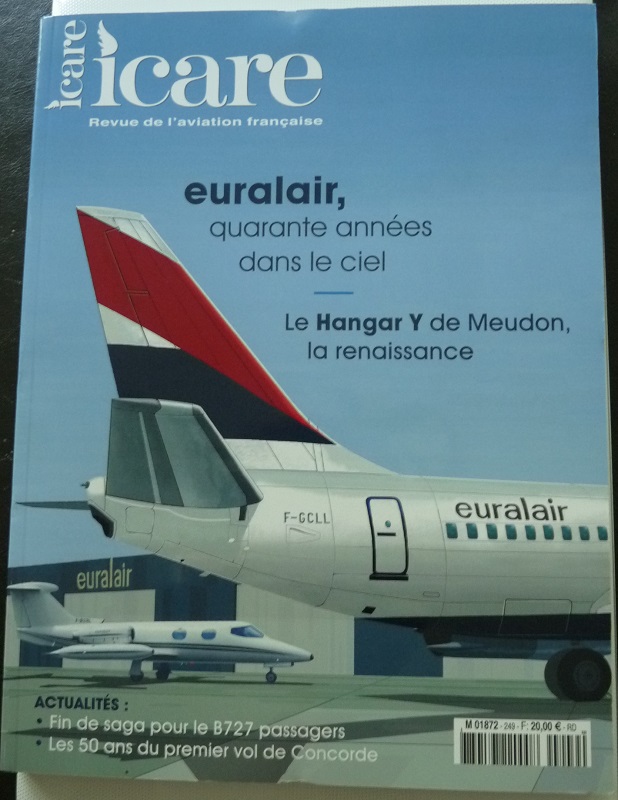 icare
icare
Revue de l'aviation française
euralair,
quarante années
dans le ciel
Le Hangar Y de Meudon,
la renaissance
F-GCLL
euralair
euralair
ACTUALITÉS :
• Fin de saga pour le B727 passagers
• Les 50 ans du premier vol de Concorde
M 01872 - 249 - F: 20,00 € - RD